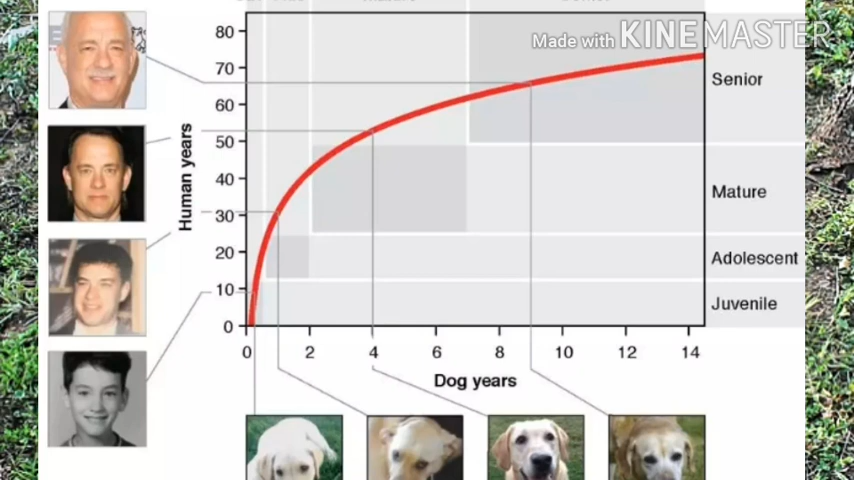 Made with KINEMASTER
80
70
60
50
40
30
20
10
0
Human years
Senior
Mature
Adolescent
Juvenile
0 2 4 6 8 10 12 14
Dog years